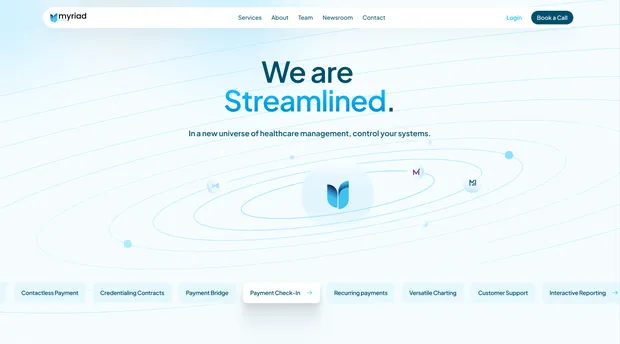 myriad
Services About Team Newsroom Contact
Login Book a Call
We are
Streamlined.
In a new universe of healthcare management, control your systems.
Contactless Payment Credentialing Contracts Payment Bridge Payment Check-In → Recurring payments Versatile Charting Customer Support Interactive Reporting →